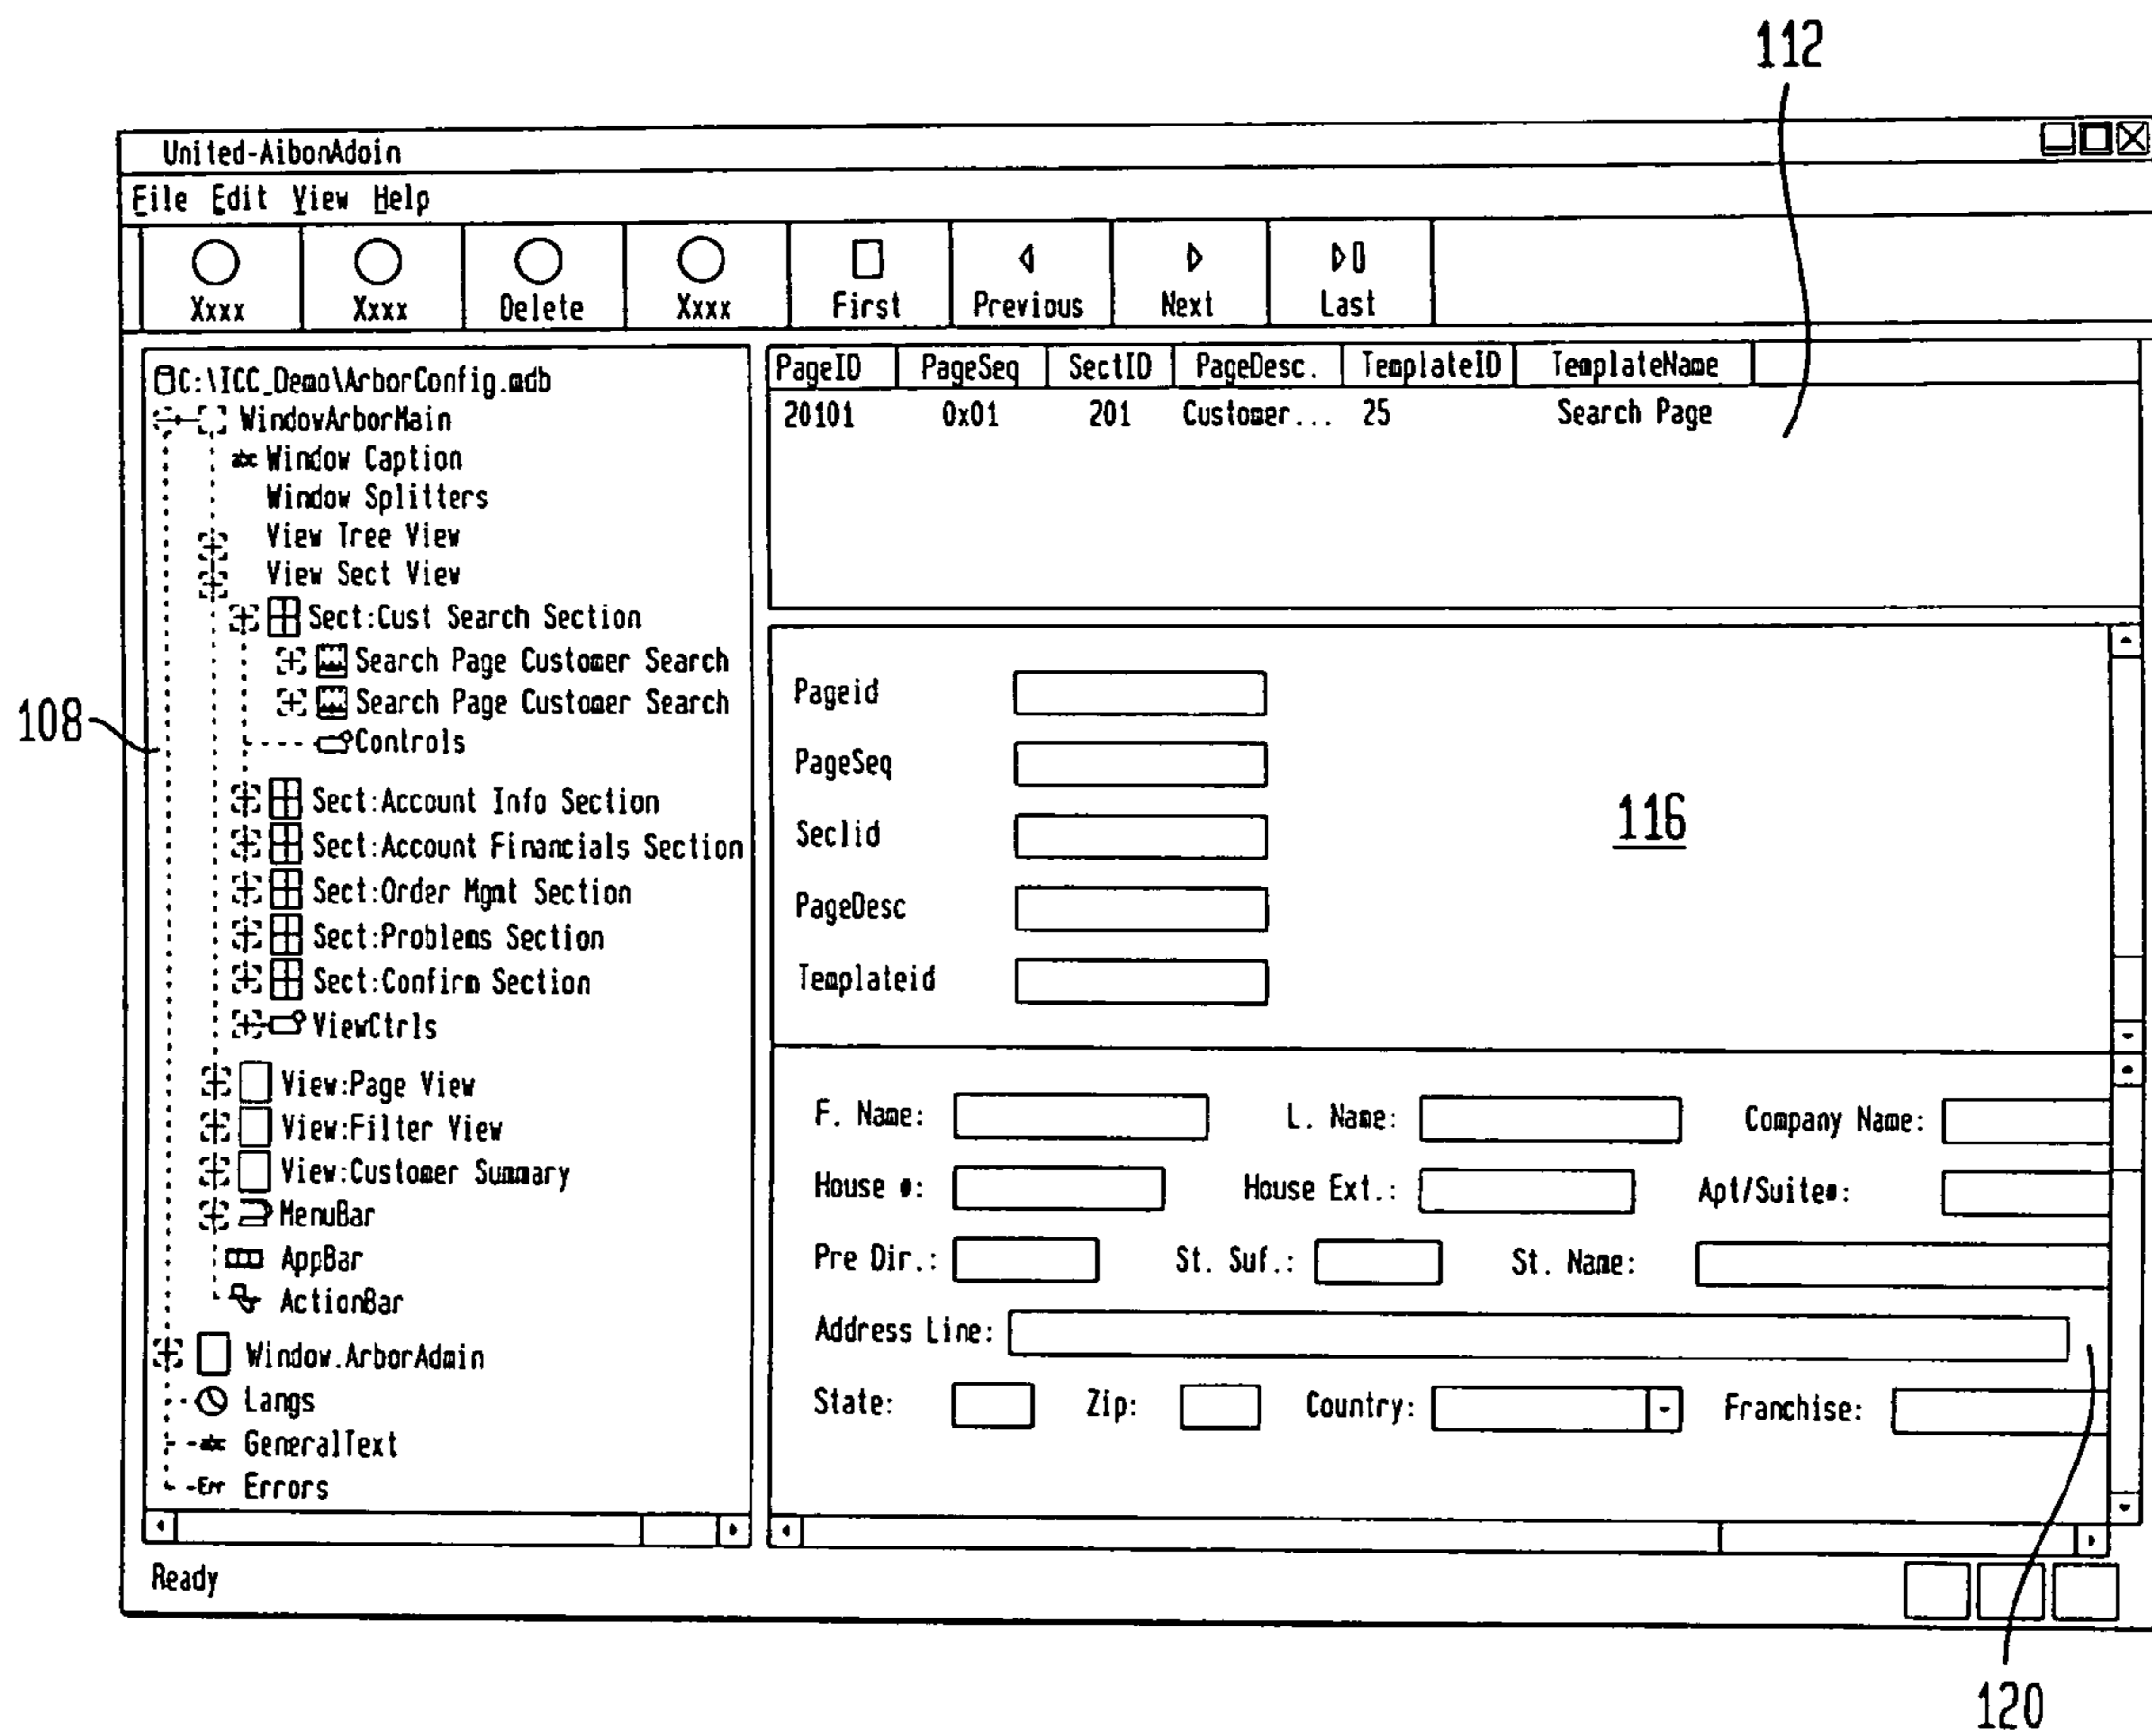 112
United-AibonAdoin
File Edit View Help
Xxxx Xxxx Delete Xxxx First Previous Next Last
C:\ICC_Demo\ArborConfig.mdb
WindovArborMain
abc Window Caption
Window Splitters
View Tree View
View Sect View
Sect:Cust Search Section
Search Page Customer Search
Search Page Customer Search
Controls
Sect:Account Info Section
Sect:Account Financials Section
Sect:Order Mgmt Section
Sect:Problems Section
Sect:Confirm Section
ViewCtrls
View:Page View
View:Filter View
View:Customer Summary
MenuBar
AppBar
ActionBar
Window.ArborAdmin
Langs
abc GeneralText
Err Errors
108
PageID PageSeq SectID PageDesc. TemplateID TemplateName
20101 0x01 201 Customer... 25 Search Page
Pageid
PageSeq
Seclid
PageDesc
Templateid
116
F. Name: L. Name: Company Name:
House #: House Ext.: Apt/Suite#:
Pre Dir.: St. Suf.: St. Name:
Address Line:
State: Zip: Country: Franchise:
Ready
120